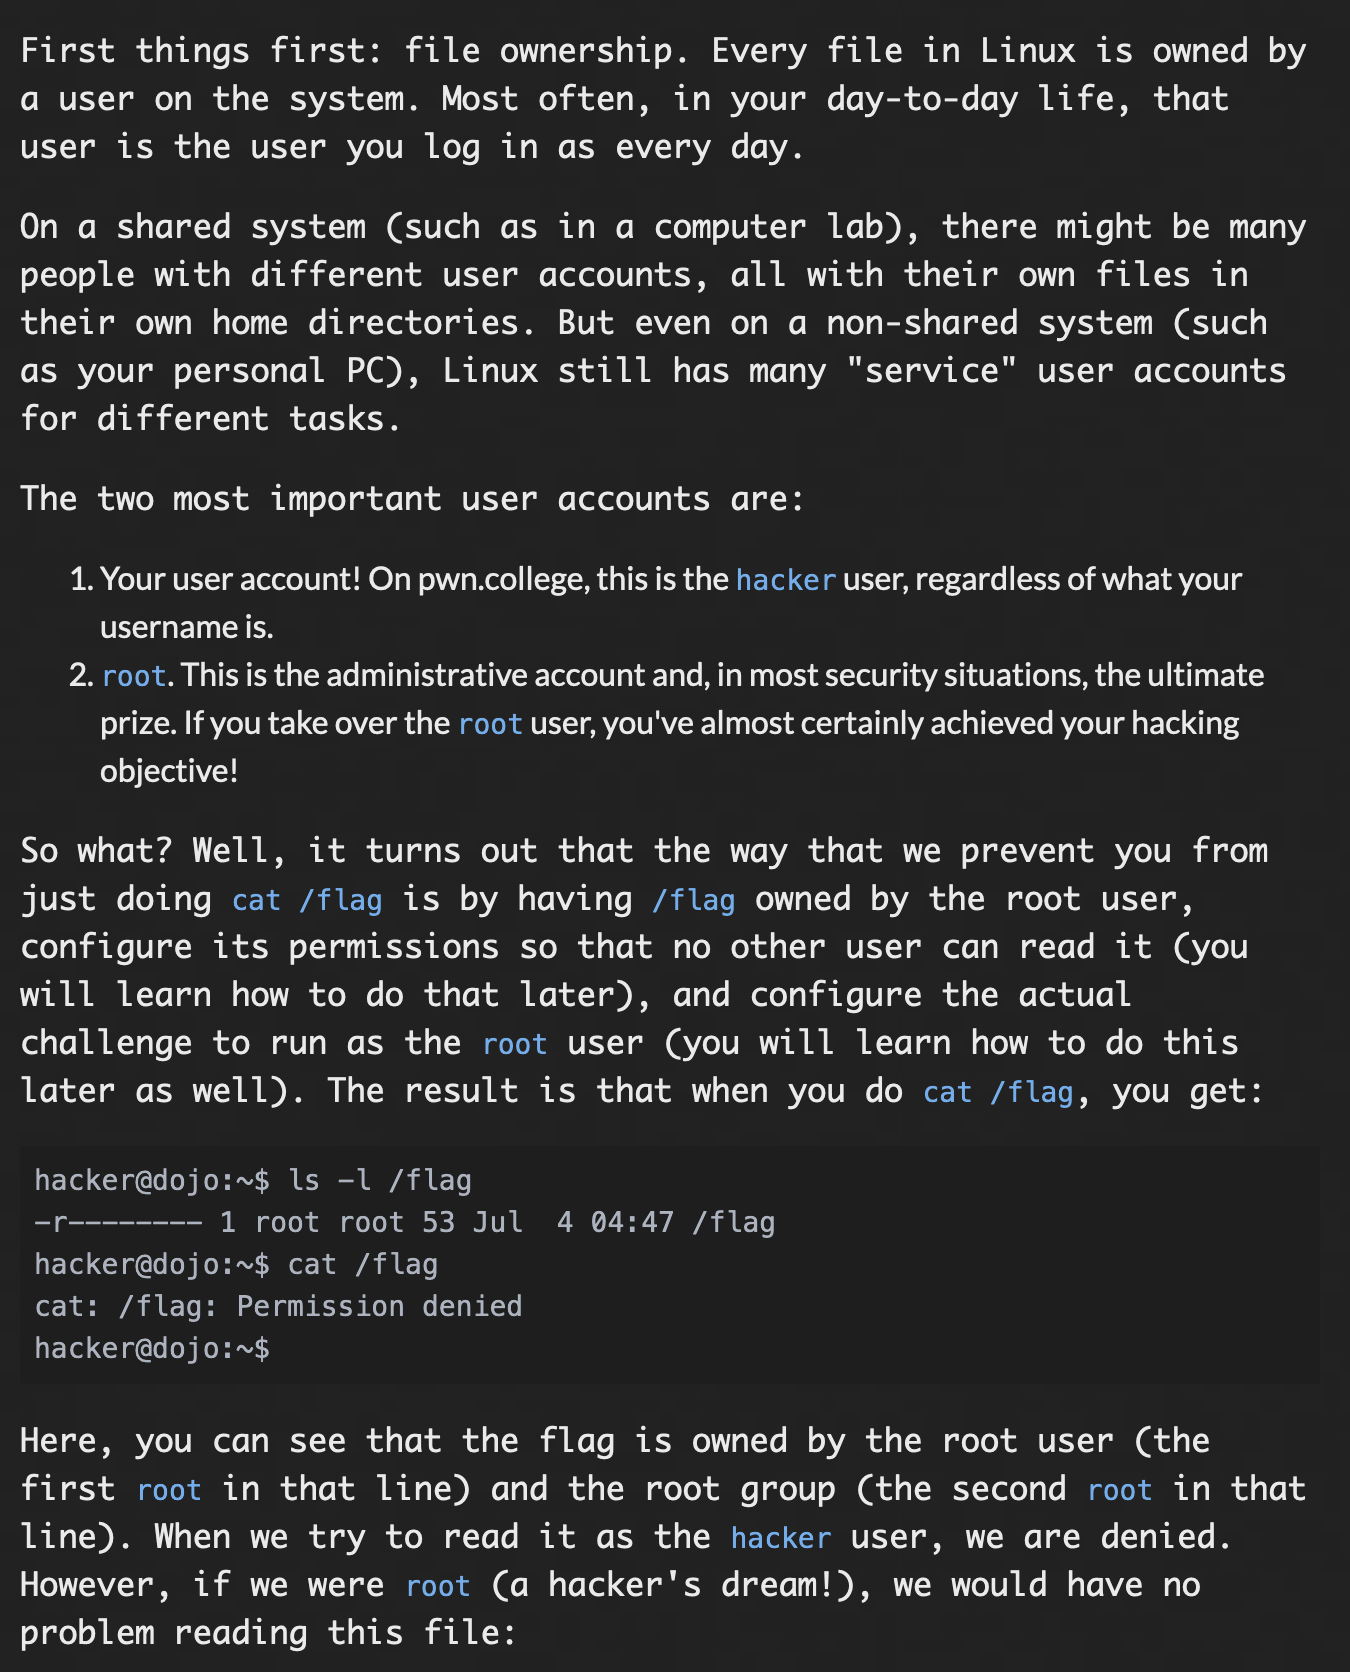 First things first: file ownership. Every file in Linux is owned by
a user on the system. Most often, in your day-to-day life, that
user is the user you log in as every day.
On a shared system (such as in a computer lab), there might be many
people with different user accounts, all with their own files in
their own home directories. But even on a non-shared system (such
as your personal PC), Linux still has many "service" user accounts
for different tasks.
The two most important user accounts are:
1. Your user account! On pwn.college, this is the hacker user, regardless of what your
username is.
2. root. This is the administrative account and, in most security situations, the ultimate
prize. If you take over the root user, you've almost certainly achieved your hacking
objective!
So what? Well, it turns out that the way that we prevent you from
just doing cat /flag is by having /flag owned by the root user,
configure its permissions so that no other user can read it (you
will learn how to do that later), and configure the actual
challenge to run as the root user (you will learn how to do this
later as well). The result is that when you do cat /flag, you get:
hacker@dojo:~$ ls -l /flag
-r-------- 1 root root 53 Jul  4 04:47 /flag
hacker@dojo:~$ cat /flag
cat: /flag: Permission denied
hacker@dojo:~$
Here, you can see that the flag is owned by the root user (the
first root in that line) and the root group (the second root in that
line). When we try to read it as the hacker user, we are denied.
However, if we were root (a hacker's dream!), we would have no
problem reading this file: